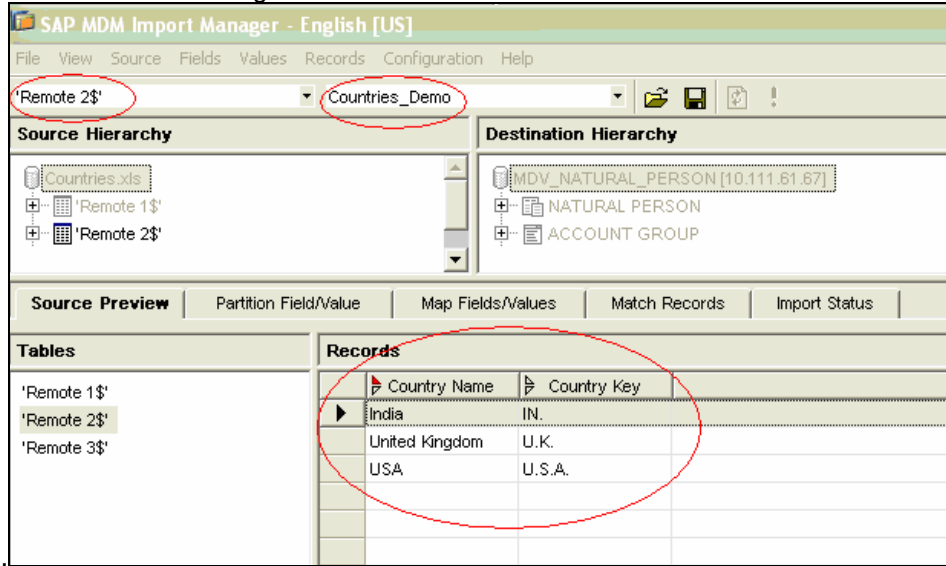 SAP MDM Import Manager - English [US]
File View Source Fields Values Records Configuration Help
'Remote 2$' Countries_Demo
Source Hierarchy Destination Hierarchy
Countries.xls MDV_NATURAL_PERSON [10.111.61.67]
'Remote 1$' NATURAL PERSON
'Remote 2$' ACCOUNT GROUP
Source Preview Partition Field/Value Map Fields/Values Match Records Import Status
Tables Records
'Remote 1$' Country Name Country Key
'Remote 2$' India IN.
'Remote 3$' United Kingdom U.K.
USA U.S.A.
.